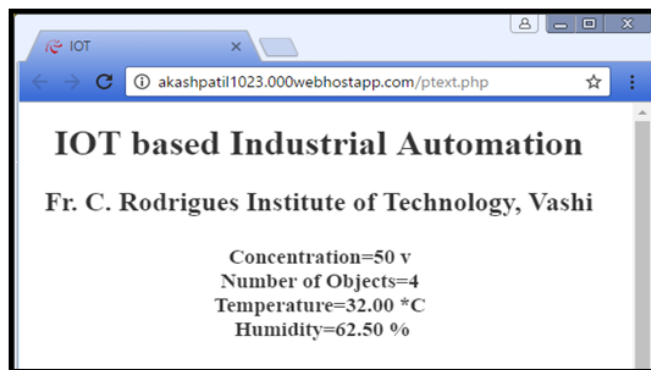 IOT
akashpatil1023.000webhostapp.com/ptext.php
IOT based Industrial Automation
Fr. C. Rodrigues Institute of Technology, Vashi
Concentration=50 v
Number of Objects=4
Temperature=32.00 *C
Humidity=62.50 %